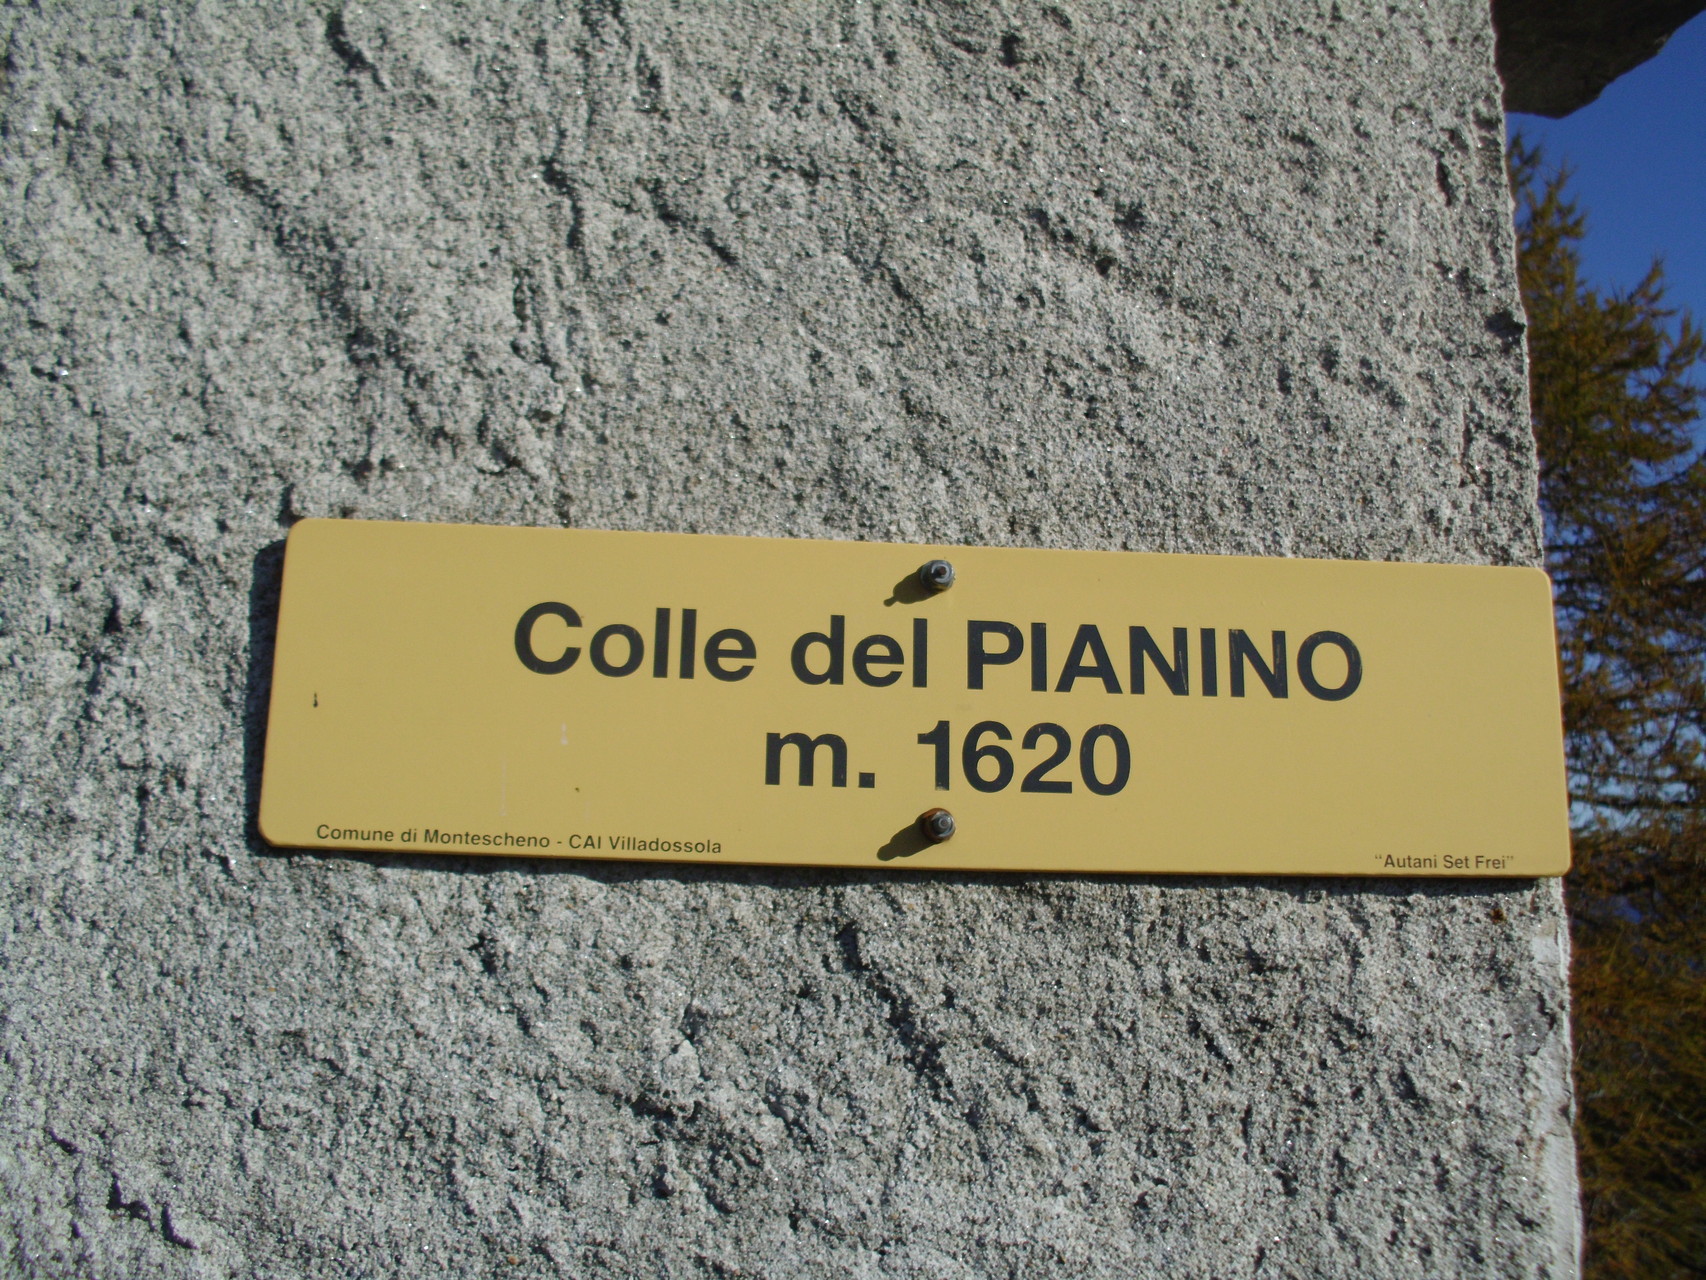 Colle del PIANINO
m. 1620
Comune di Montescheno - CAI Villadossola
"Autani Set Frei"